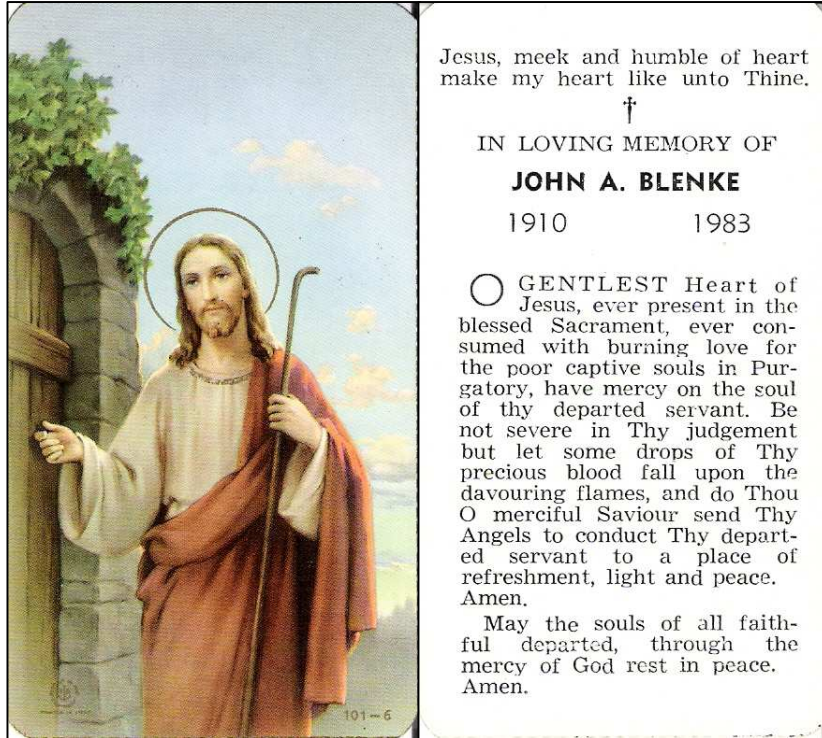 Jesus, meek and humble of heart
make my heart like unto Thine.
IN LOVING MEMORY OF
JOHN A. BLENKE
1910 1983
O GENTLEST Heart of
Jesus, ever present in the
blessed Sacrament, ever con-
sumed with burning love for
the poor captive souls in Pur-
gatory, have mercy on the soul
of thy departed servant. Be
not severe in Thy judgement
but let some drops of Thy
precious blood fall upon the
davouring flames, and do Thou
O merciful Saviour send Thy
Angels to conduct Thy depart-
ed servant to a place of
refreshment, light and peace.
Amen.
May the souls of all faith-
ful departed, through the
mercy of God rest in peace.
Amen.
101-6